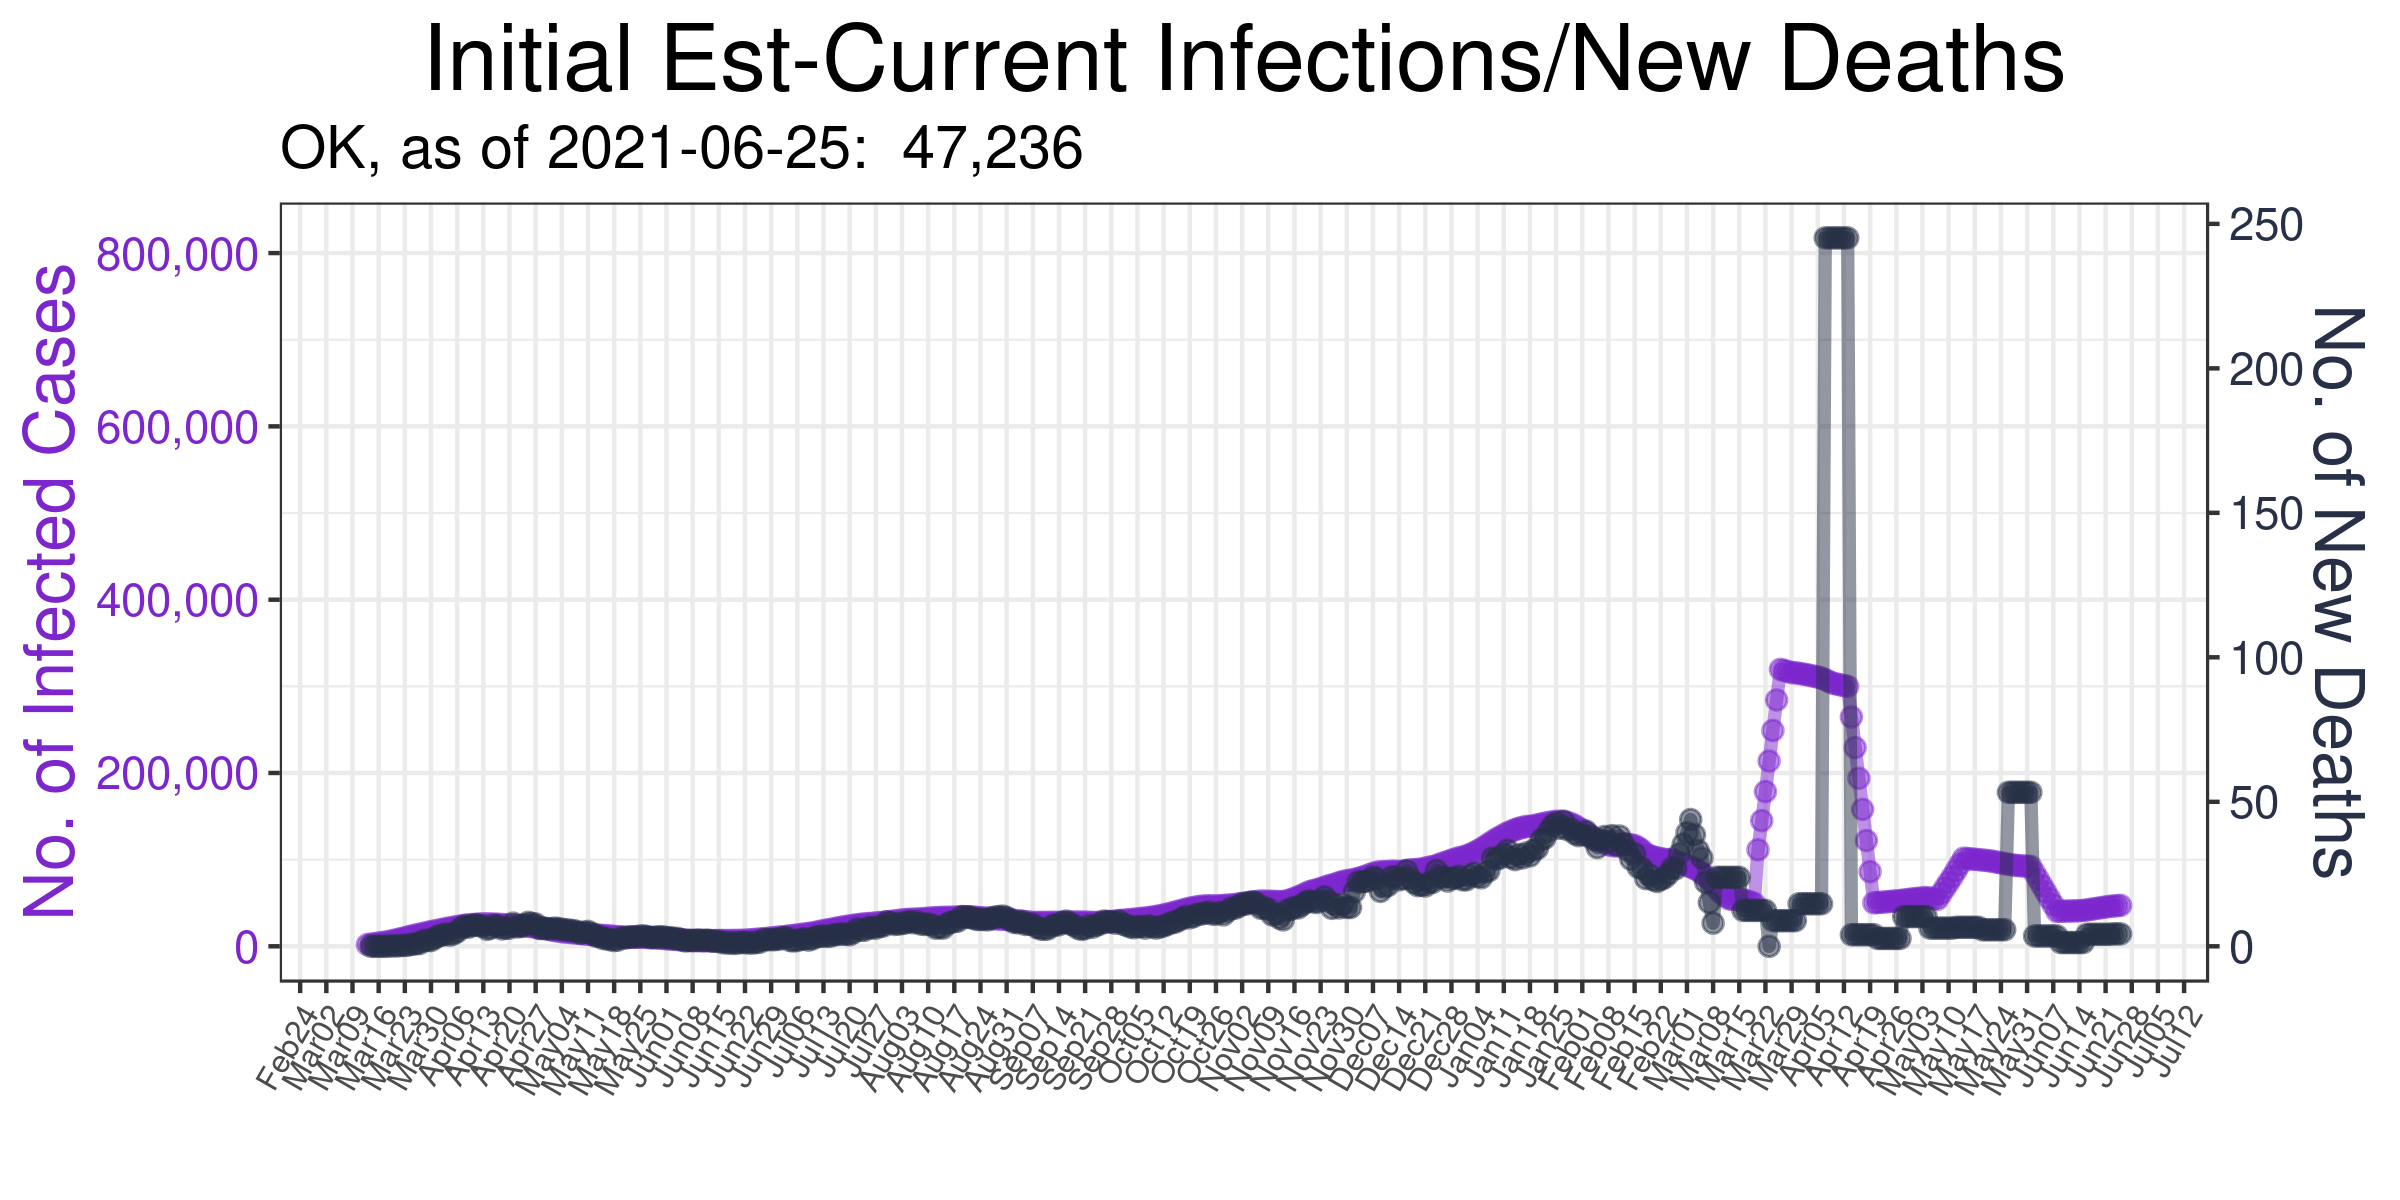 Initial Est-Current Infections/New Deaths
OK, as of 2021-06-25:  47,236
No. of Infected Cases
800,000
600,000
400,000
200,000
0
250
200
150
100
50
0
No. of New Deaths
Feb24
Mar02
Mar09
Mar16
Mar23
Mar30
Apr06
Apr13
Apr20
Apr27
May04
May11
May18
May25
Jun01
Jun08
Jun15
Jun22
Jun29
Jul06
Jul13
Jul20
Jul27
Aug03
Aug10
Aug17
Aug24
Aug31
Sep07
Sep14
Sep21
Sep28
Oct05
Oct12
Oct19
Oct26
Nov02
Nov09
Nov16
Nov23
Nov30
Dec07
Dec14
Dec21
Dec28
Jan04
Jan11
Jan18
Jan25
Feb01
Feb08
Feb15
Feb22
Mar01
Mar08
Mar15
Mar22
Mar29
Apr05
Apr12
Apr19
Apr26
May03
May10
May17
May24
May31
Jun07
Jun14
Jun21
Jun28
Jul05
Jul12